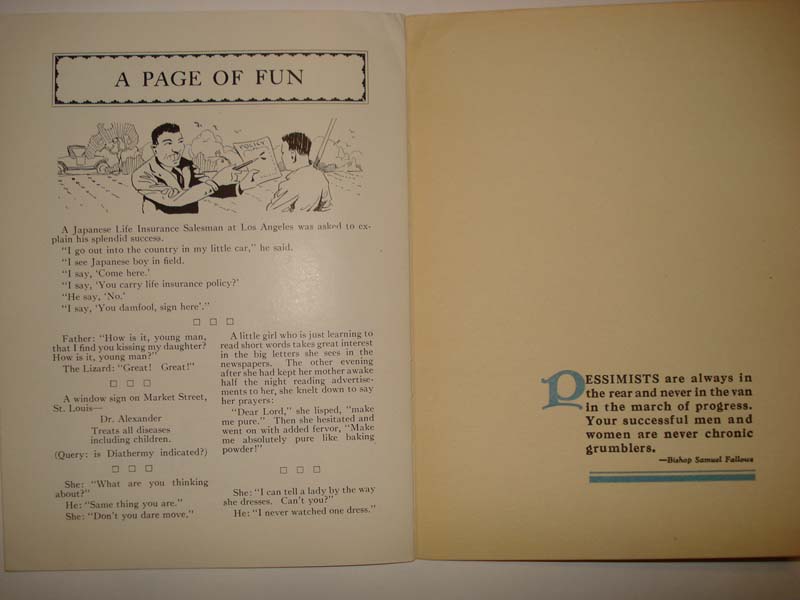 A PAGE OF FUN
POLICY
A Japanese Life Insurance Salesman at Los Angeles was asked to ex-
plain his splendid success.
"I go out into the country in my little car," he said.
"I see Japanese boy in field.
"I say, 'Come here.'
"I say, 'You carry life insurance policy?'
"He say, 'No.'
"I say, 'You damfool, sign here'."
Father: "How is it, young man,
that I find you kissing my daughter?
How is it, young man?"
The Lizard: "Great! Great!"
A window sign on Market Street,
St. Louis—
Dr. Alexander
Treats all diseases
including children.
(Query: is Diathermy indicated?)
She: "What are you thinking
about?"
He: "Same thing you are."
She: "Don't you dare move."
A little girl who is just learning to
read short words takes great interest
in the big letters she sees in the
newspapers. The other evening
after she had kept her mother awake
half the night reading advertise-
ments to her, she knelt down to say
her prayers:
"Dear Lord," she lisped, "make
me pure." Then she hesitated and
went on with added fervor, "Make
me absolutely pure like baking
powder!"
She: "I can tell a lady by the way
she dresses. Can't you?"
He: "I never watched one dress."
PESSIMISTS are always in
the rear and never in the van
in the march of progress.
Your successful men and
women are never chronic
grumblers.
—Bishop Samuel Fallows